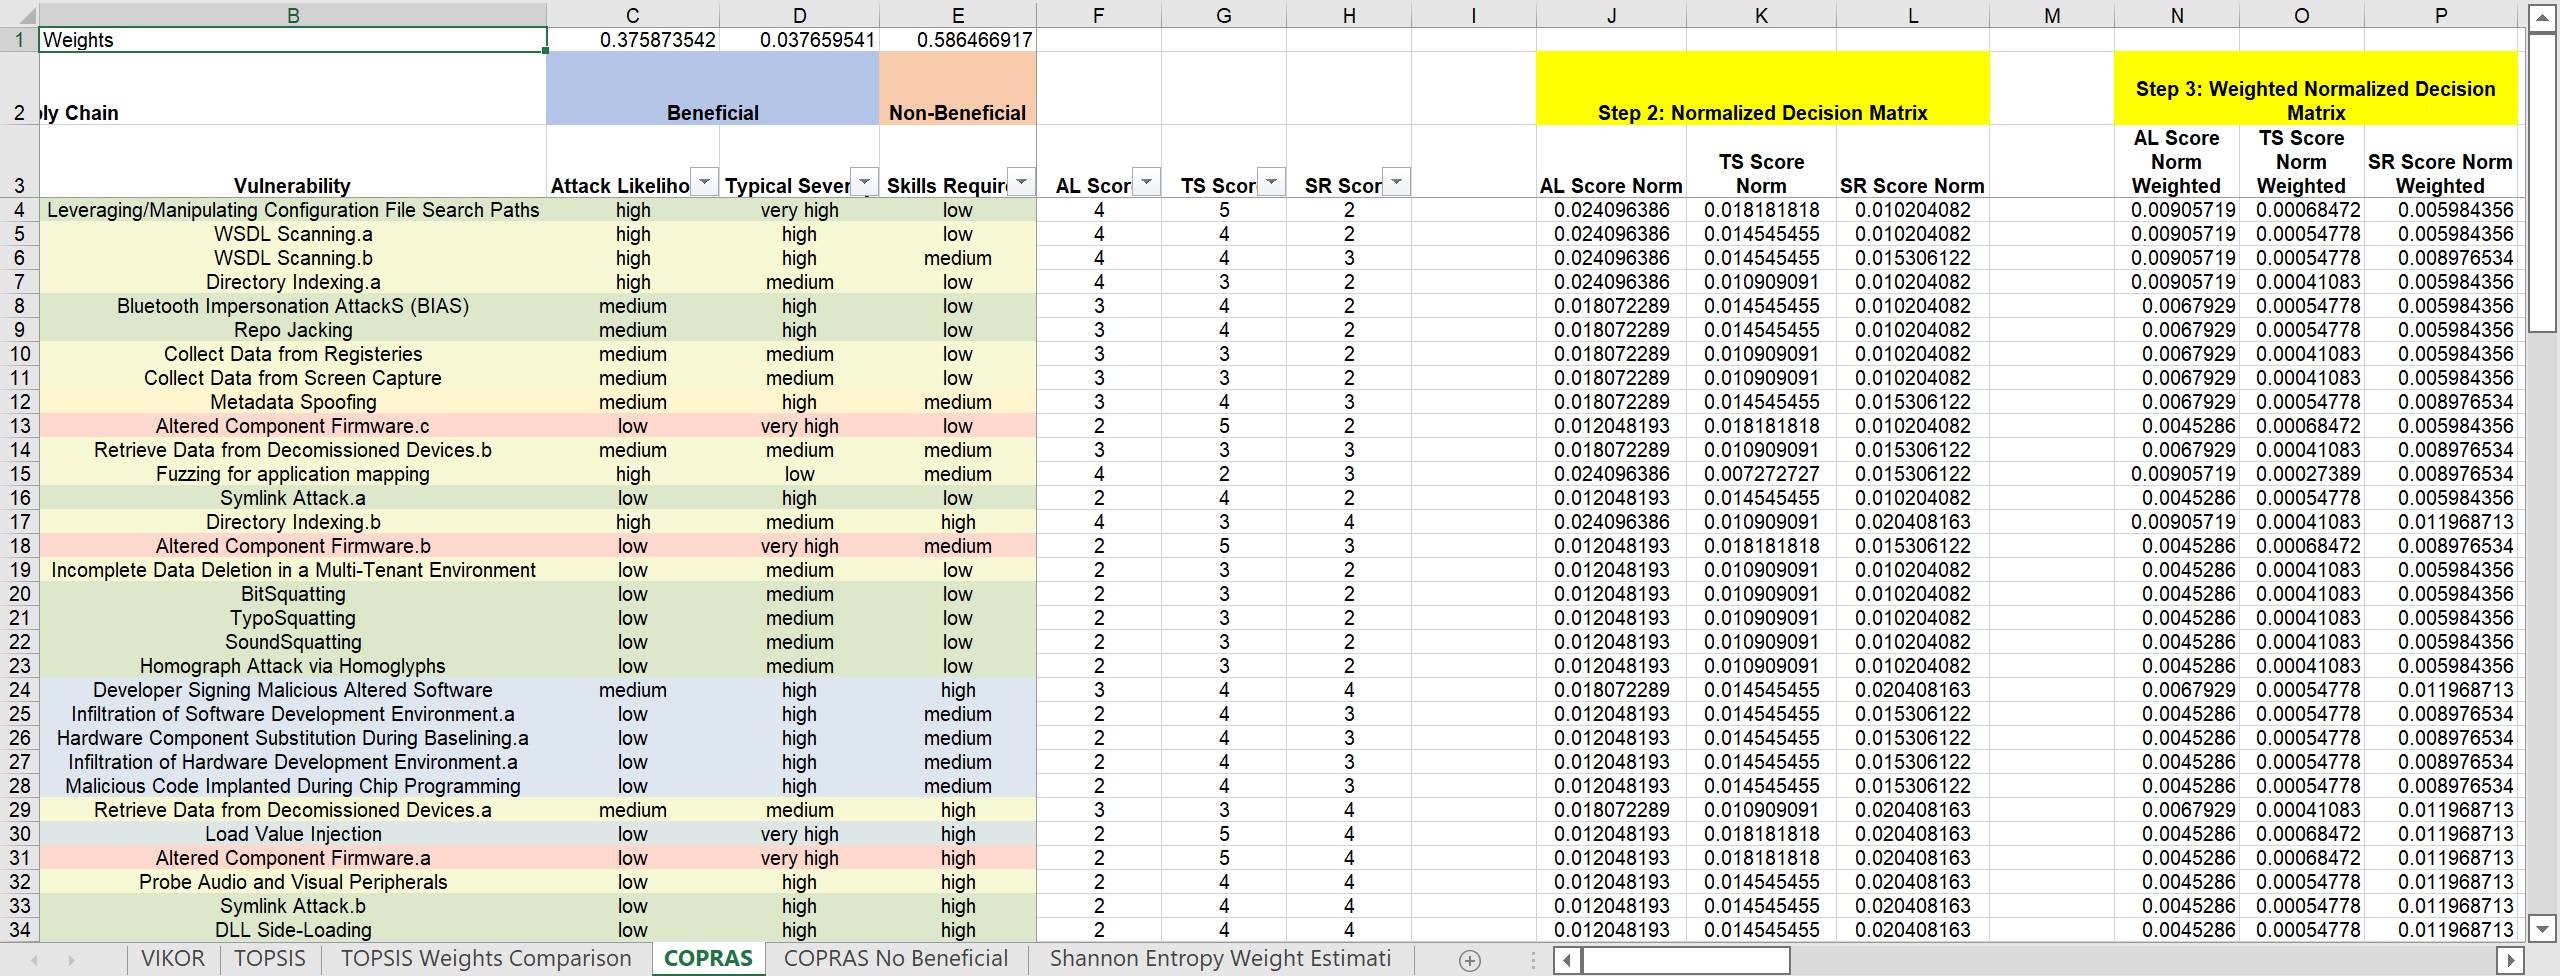 B C D E F G H I J K L M N O P
1 Weights 0.375873542 0.037659541 0.586466917
2 ly Chain Beneficial Non-Beneficial Step 2: Normalized Decision Matrix Step 3: Weighted Normalized Decision Matrix
3 Vulnerability Attack Likeliho Typical Sever Skills Requir AL Scor TS Scor SR Scor AL Score Norm TS Score Norm SR Score Norm AL Score Norm Weighted TS Score Norm Weighted SR Score Norm Weighted
4 Leveraging/Manipulating Configuration File Search Paths high very high low 4 5 2 0.024096386 0.018181818 0.010204082 0.00905719 0.00068472 0.005984356
5 WSDL Scanning.a high high low 4 4 2 0.024096386 0.014545455 0.010204082 0.00905719 0.00054778 0.005984356
6 WSDL Scanning.b high high medium 4 4 3 0.024096386 0.014545455 0.015306122 0.00905719 0.00054778 0.008976534
7 Directory Indexing.a high medium low 4 3 2 0.024096386 0.010909091 0.010204082 0.00905719 0.00041083 0.005984356
8 Bluetooth Impersonation AttackS (BIAS) medium high low 3 4 2 0.018072289 0.014545455 0.010204082 0.0067929 0.00054778 0.005984356
9 Repo Jacking medium high low 3 4 2 0.018072289 0.014545455 0.010204082 0.0067929 0.00054778 0.005984356
10 Collect Data from Registeries medium medium low 3 3 2 0.018072289 0.010909091 0.010204082 0.0067929 0.00041083 0.005984356
11 Collect Data from Screen Capture medium medium low 3 3 2 0.018072289 0.010909091 0.010204082 0.0067929 0.00041083 0.005984356
12 Metadata Spoofing medium high medium 3 4 3 0.018072289 0.014545455 0.015306122 0.0067929 0.00054778 0.008976534
13 Altered Component Firmware.c low very high low 2 5 2 0.012048193 0.018181818 0.010204082 0.0045286 0.00068472 0.005984356
14 Retrieve Data from Decomissioned Devices.b medium medium medium 3 3 3 0.018072289 0.010909091 0.015306122 0.0067929 0.00041083 0.008976534
15 Fuzzing for application mapping high low medium 4 2 3 0.024096386 0.007272727 0.015306122 0.00905719 0.00027389 0.008976534
16 Symlink Attack.a low high low 2 4 2 0.012048193 0.014545455 0.010204082 0.0045286 0.00054778 0.005984356
17 Directory Indexing.b high medium high 4 3 4 0.024096386 0.010909091 0.020408163 0.00905719 0.00041083 0.011968713
18 Altered Component Firmware.b low very high medium 2 5 3 0.012048193 0.018181818 0.015306122 0.0045286 0.00068472 0.008976534
19 Incomplete Data Deletion in a Multi-Tenant Environment low medium low 2 3 2 0.012048193 0.010909091 0.010204082 0.0045286 0.00041083 0.005984356
20 BitSquatting low medium low 2 3 2 0.012048193 0.010909091 0.010204082 0.0045286 0.00041083 0.005984356
21 TypoSquatting low medium low 2 3 2 0.012048193 0.010909091 0.010204082 0.0045286 0.00041083 0.005984356
22 SoundSquatting low medium low 2 3 2 0.012048193 0.010909091 0.010204082 0.0045286 0.00041083 0.005984356
23 Homograph Attack via Homoglyphs low medium low 2 3 2 0.012048193 0.010909091 0.010204082 0.0045286 0.00041083 0.005984356
24 Developer Signing Malicious Altered Software medium high high 3 4 4 0.018072289 0.014545455 0.020408163 0.0067929 0.00054778 0.011968713
25 Infiltration of Software Development Environment.a low high medium 2 4 3 0.012048193 0.014545455 0.015306122 0.0045286 0.00054778 0.008976534
26 Hardware Component Substitution During Baselining.a low high medium 2 4 3 0.012048193 0.014545455 0.015306122 0.0045286 0.00054778 0.008976534
27 Infiltration of Hardware Development Environment.a low high medium 2 4 3 0.012048193 0.014545455 0.015306122 0.0045286 0.00054778 0.008976534
28 Malicious Code Implanted During Chip Programming low high medium 2 4 3 0.012048193 0.014545455 0.015306122 0.0045286 0.00054778 0.008976534
29 Retrieve Data from Decomissioned Devices.a medium medium high 3 3 4 0.018072289 0.010909091 0.020408163 0.0067929 0.00041083 0.011968713
30 Load Value Injection low very high high 2 5 4 0.012048193 0.018181818 0.020408163 0.0045286 0.00068472 0.011968713
31 Altered Component Firmware.a low very high high 2 5 4 0.012048193 0.018181818 0.020408163 0.0045286 0.00068472 0.011968713
32 Probe Audio and Visual Peripherals low high high 2 4 4 0.012048193 0.014545455 0.020408163 0.0045286 0.00054778 0.011968713
33 Symlink Attack.b low high high 2 4 4 0.012048193 0.014545455 0.020408163 0.0045286 0.00054778 0.011968713
34 DLL Side-Loading low high high 2 4 4 0.012048193 0.014545455 0.020408163 0.0045286 0.00054778 0.011968713
VIKOR TOPSIS TOPSIS Weights Comparison COPRAS COPRAS No Beneficial Shannon Entropy Weight Estimati